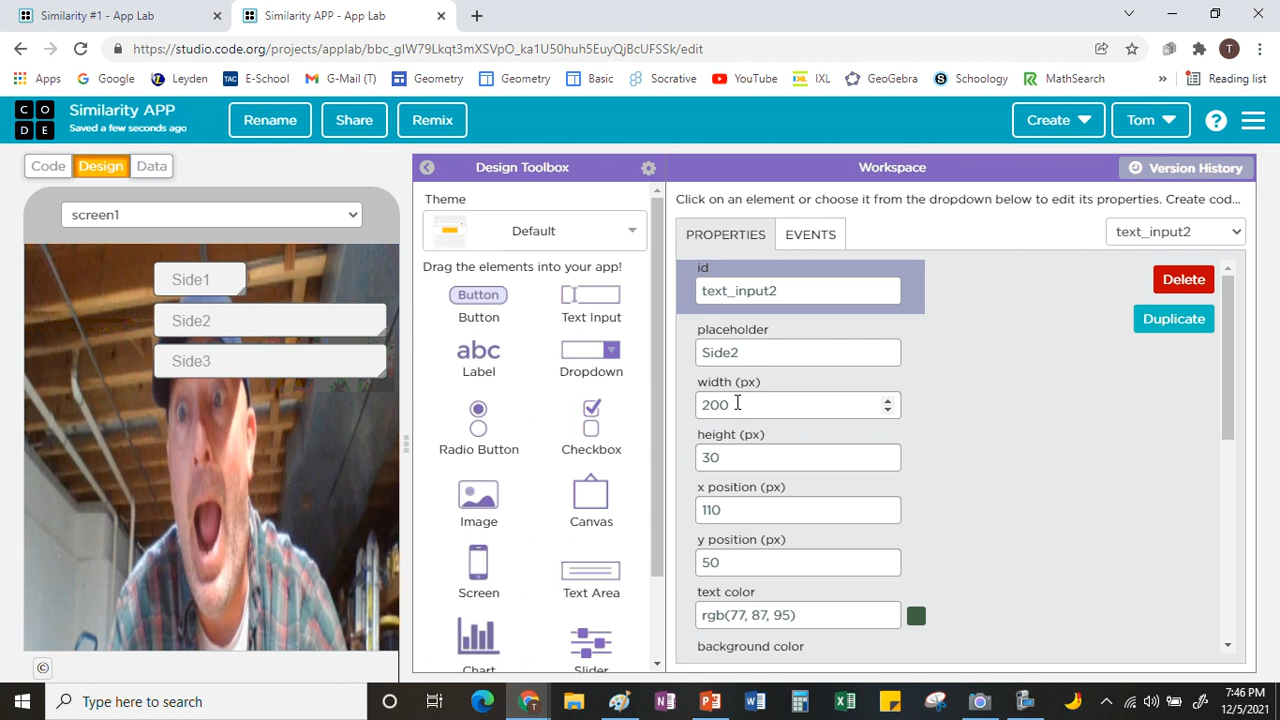 Similarity #1 - App Lab
Similarity APP - App Lab
https://studio.code.org/projects/applab/bbc_gIW79Lkqt3mXSVpO_ka1U50huh5EuyQjBcUFSSk/edit
T
Apps
Google
Leyden
TAC
E-School
G-Mail (T)
Geometry
Geometry
Basic
Socrative
YouTube
IXL
GeoGebra
Schoology
MathSearch
»
Reading list
C O
D E
Similarity APP
Saved a few seconds ago
Rename
Share
Remix
Create
Tom
?
Code
Design
Data
Design Toolbox
Workspace
Version History
screen1
Side1
Side2
Side3
Theme
Default
Drag the elements into your app!
Button
Button
Text Input
abc
Label
Dropdown
Radio Button
Checkbox
Image
Canvas
Screen
Text Area
Chart
Slider
Click on an element or choose it from the dropdown below to edit its properties. Create cod...
PROPERTIES
EVENTS
text_input2
id
text_input2
Delete
Duplicate
placeholder
Side2
width (px)
200
height (px)
30
x position (px)
110
y position (px)
50
text color
rgb(77, 87, 95)
background color
©
Type here to search
7:46 PM
12/5/2021